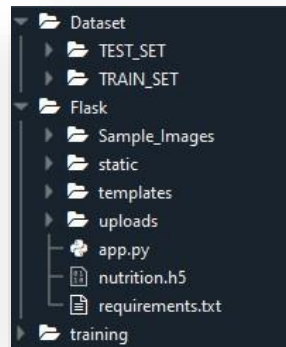 Dataset
TEST_SET
TRAIN_SET
Flask
Sample_Images
static
templates
uploads
app.py
nutrition.h5
requirements.txt
training